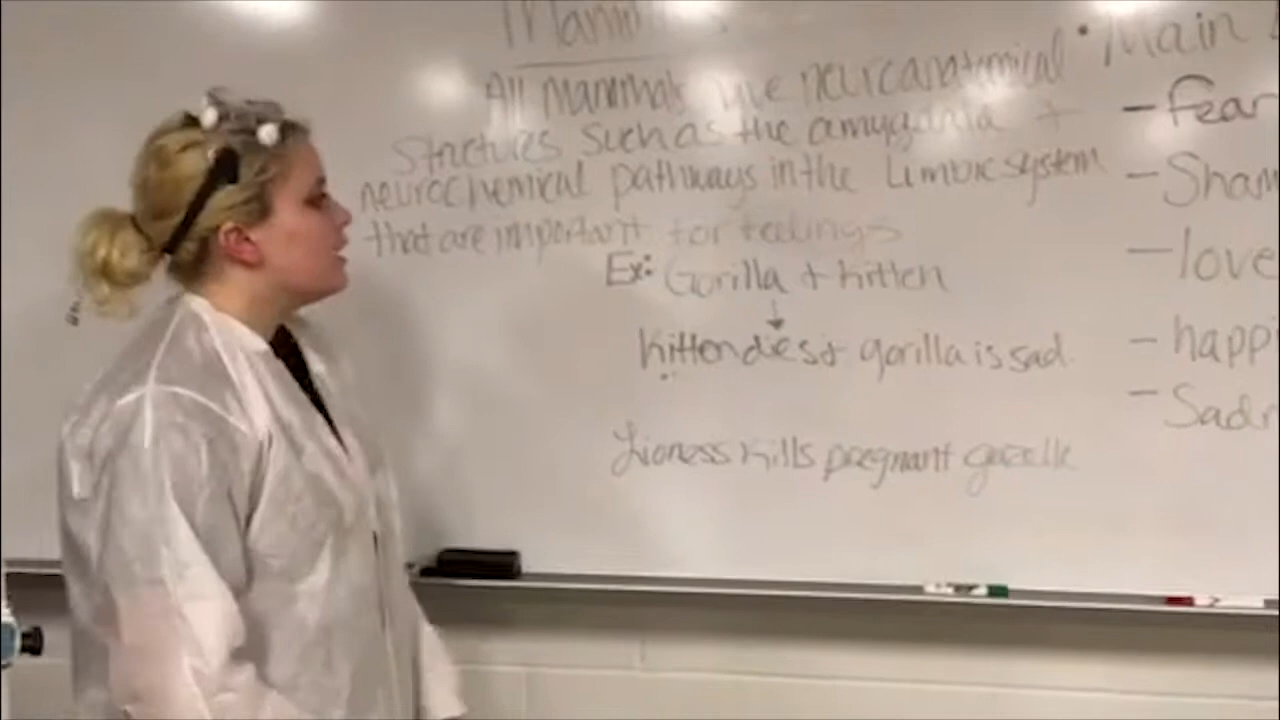 All mammals have neuroanatomical
structures such as the amygdala +
neurochemical pathways in the Limbic system
that are important for feelings
Ex: Gorilla + kitten
↓
kitten dies + gorilla is sad
Lioness kills pregnant gazelle
• Main
- fear
- Sham
- love
- happi
- Sadn